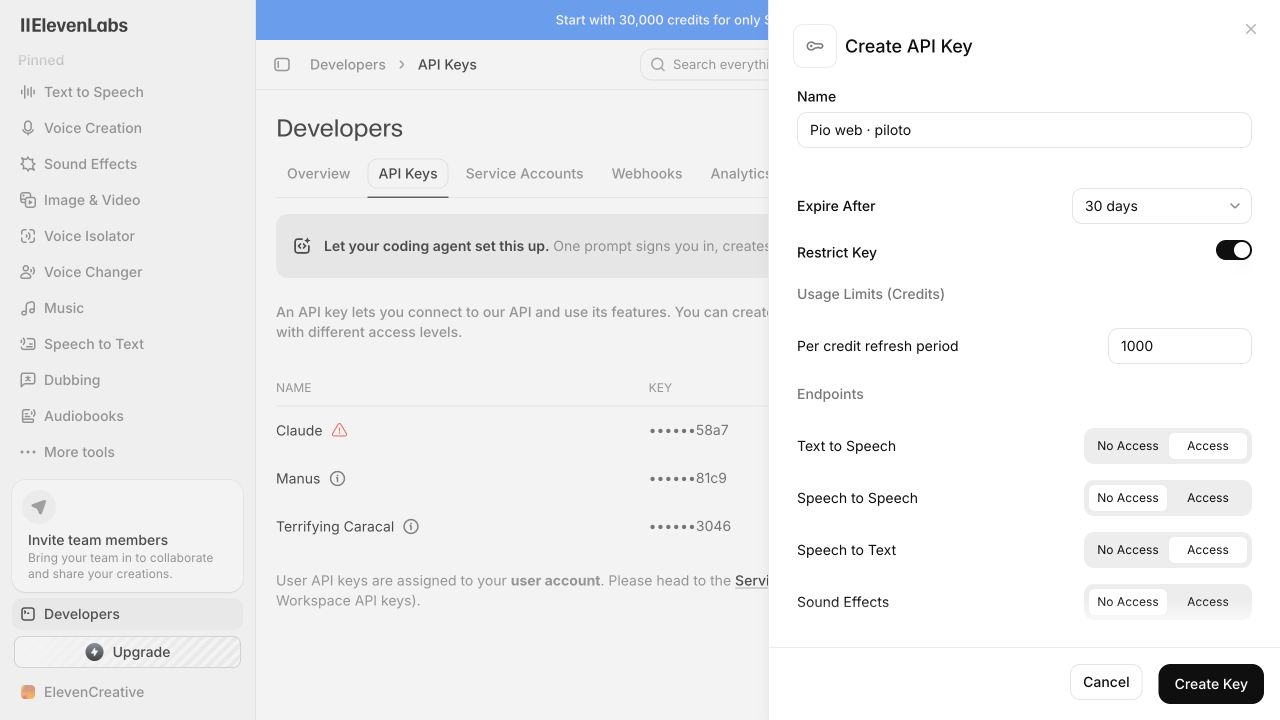 IIElevenLabs
Pinned
Text to Speech
Voice Creation
Sound Effects
Image & Video
Voice Isolator
Voice Changer
Music
Speech to Text
Dubbing
Audiobooks
More tools
Invite team members
Bring your team in to collaborate
and share your creations.
Developers
Upgrade
ElevenCreative
Start with 30,000 credits for only
Developers
API Keys
Search everythi
Developers
Overview
API Keys
Service Accounts
Webhooks
Analytics
Let your coding agent set this up. One prompt signs you in, creates
An API key lets you connect to our API and use its features. You can create
with different access levels.
NAME
KEY
Claude
••••••58a7
Manus
••••••81c9
Terrifying Caracal
••••••3046
User API keys are assigned to your user account. Please head to the Servi
Workspace API keys).
Create API Key
Name
Pio web · piloto
Expire After
30 days
Restrict Key
Usage Limits (Credits)
Per credit refresh period
1000
Endpoints
Text to Speech
No Access
Access
Speech to Speech
No Access
Access
Speech to Text
No Access
Access
Sound Effects
No Access
Access
Cancel
Create Key